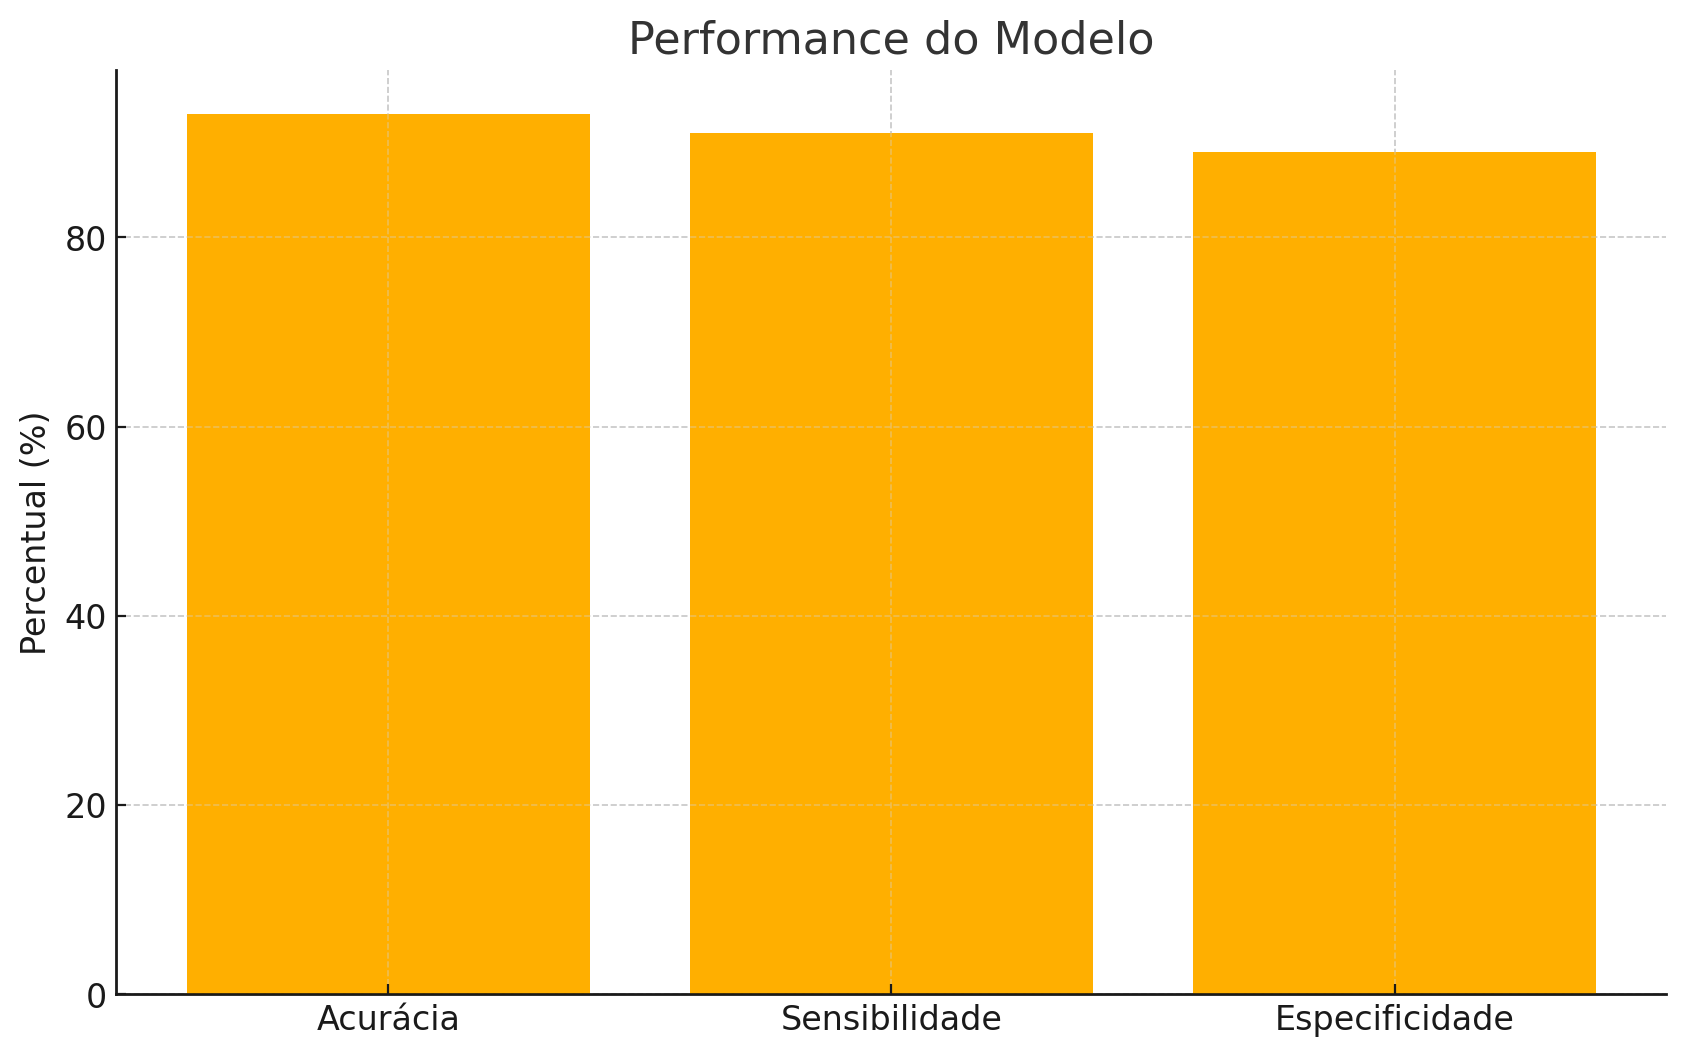 Performance do Modelo
Percentual (%)
80
60
40
20
0
Acurácia
Sensibilidade
Especificidade